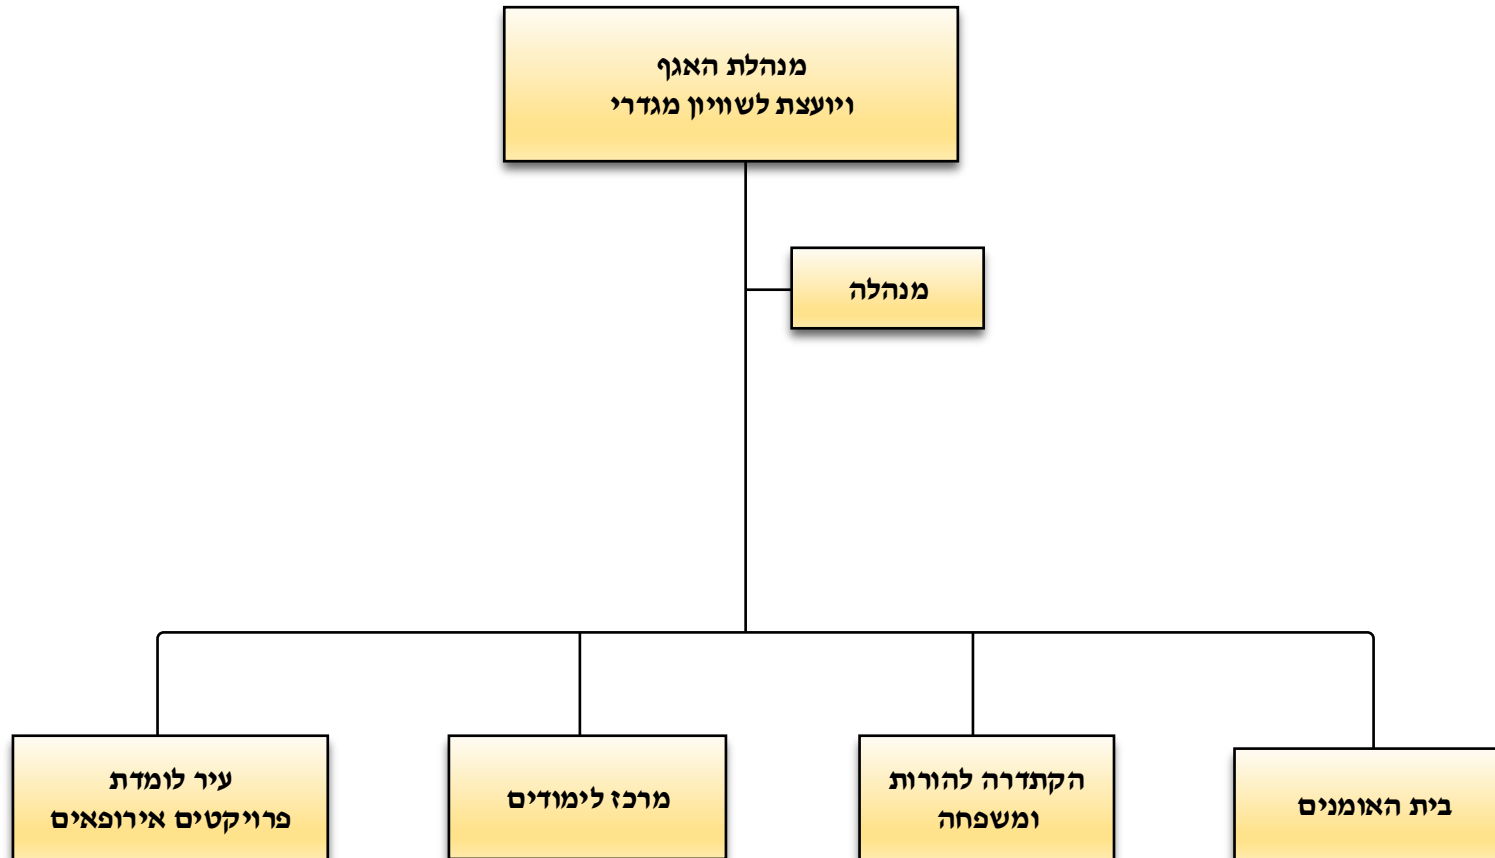 מנהלת האגף
ויועצת לשוויון מגדרי
מנהלה
בית האומנים
הקתדרה להורות
ומשפחה
מרכז לימודים
עיר לומדת
פרויקטים אירופאים